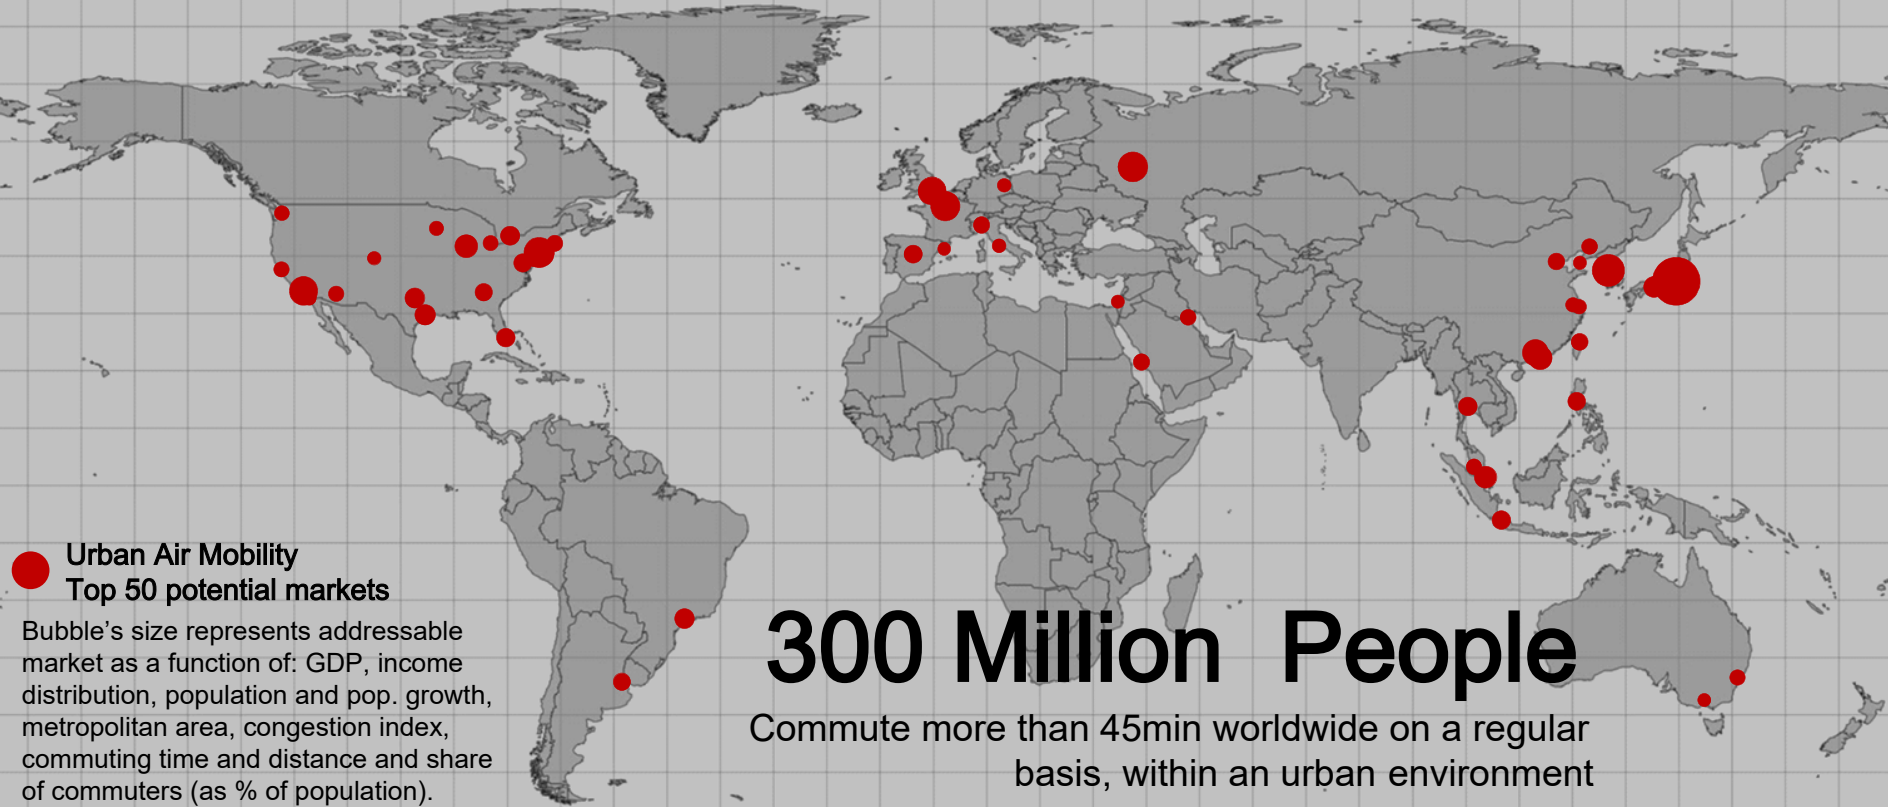 Urban Air Mobility
Top 50 potential markets
Bubble’s size represents addressable
market as a function of: GDP, income
distribution, population and pop. growth,
metropolitan area, congestion index,
commuting time and distance and share
of commuters (as % of population).
300 Million People
Commute more than 45min worldwide on a regular
basis, within an urban environment